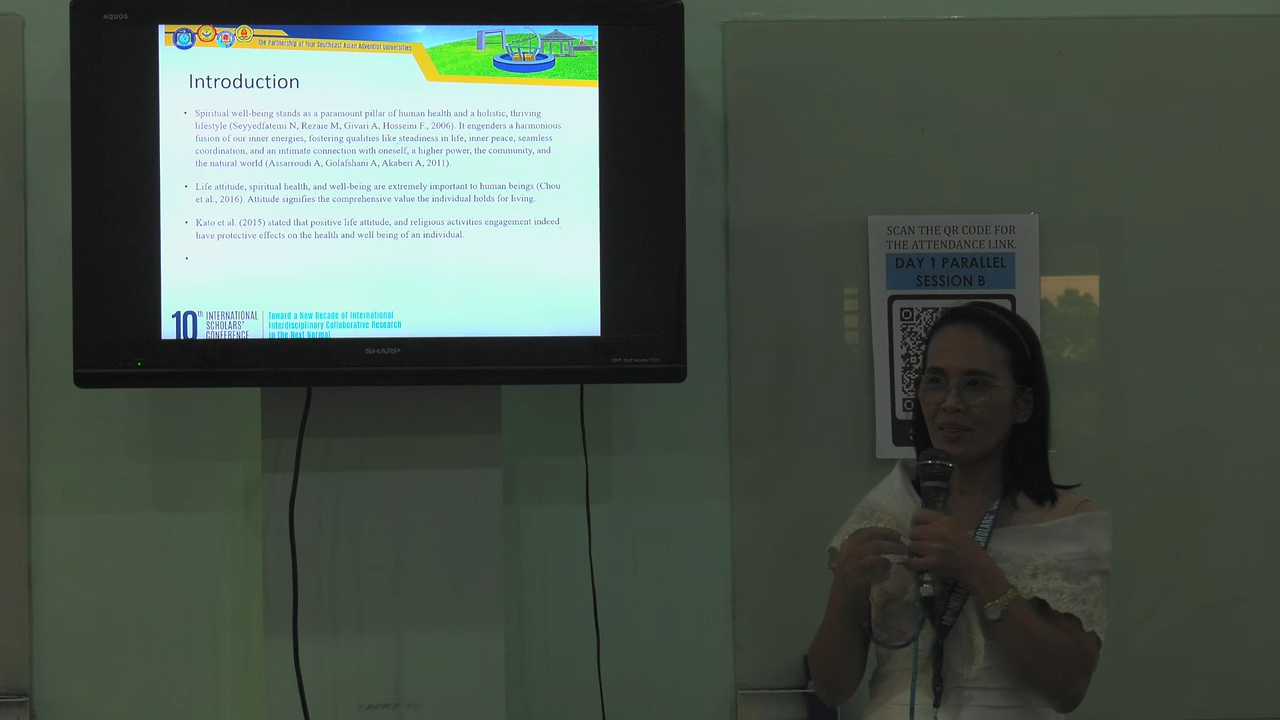 AQUOS
The Partnership of Four Southeast Asian Adventist Universities
Introduction
• Spiritual well-being stands as a paramount pillar of human health and a holistic, thriving
lifestyle (Seyyedfatemi N, Rezaie M, Givari A, Hosseini F., 2006). It engenders a harmonious
fusion of our inner energies, fostering qualities like steadiness in life, inner peace, seamless
coordination, and an intimate connection with oneself, a higher power, the community, and
the natural world (Assarroudi A, Golafshani A, Akaberi A, 2011).
• Life attitude, spiritual health, and well-being are extremely important to human beings (Chou
et al., 2016). Attitude signifies the comprehensive value the individual holds for living.
• Kato et al. (2015) stated that positive life attitude, and religious activities engagement indeed
have protective effects on the health and well being of an individual.
•
10th INTERNATIONAL
SCHOLARS'
CONFERENCE
Toward a New Decade of International
Interdisciplinary Collaborative Research
in the Next Normal
SHARP
SCAN THE QR CODE FOR
THE ATTENDANCE LINK.
DAY 1 PARALLEL
SESSION B
SCHOLARS'